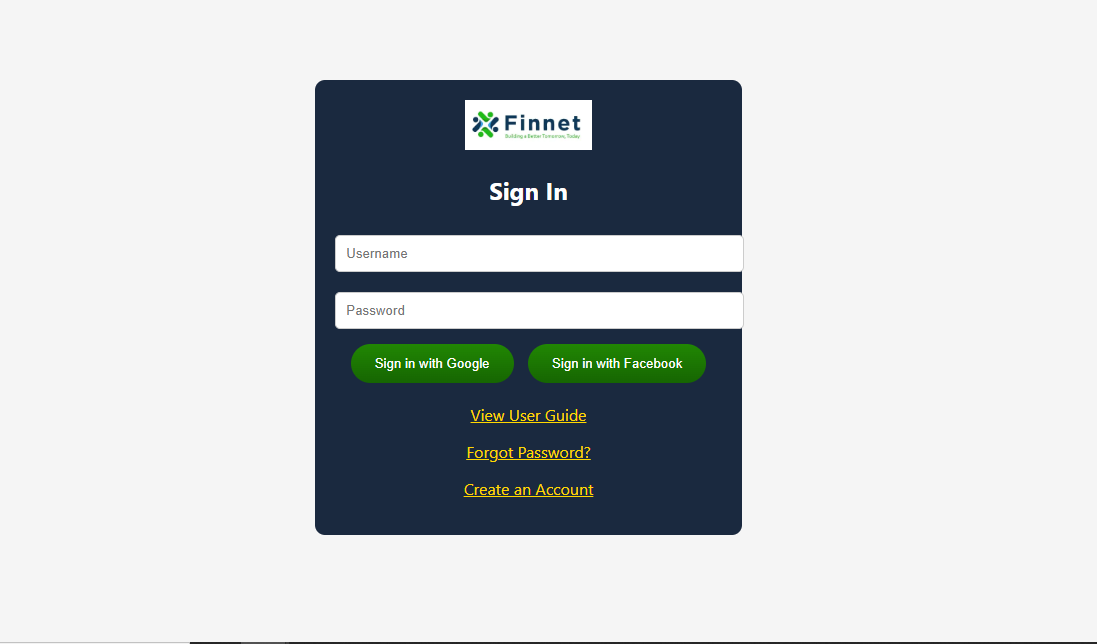 Finnet
Building a Better Tomorrow, Today
Sign In
Username
Password
Sign in with Google Sign in with Facebook
View User Guide
Forgot Password?
Create an Account